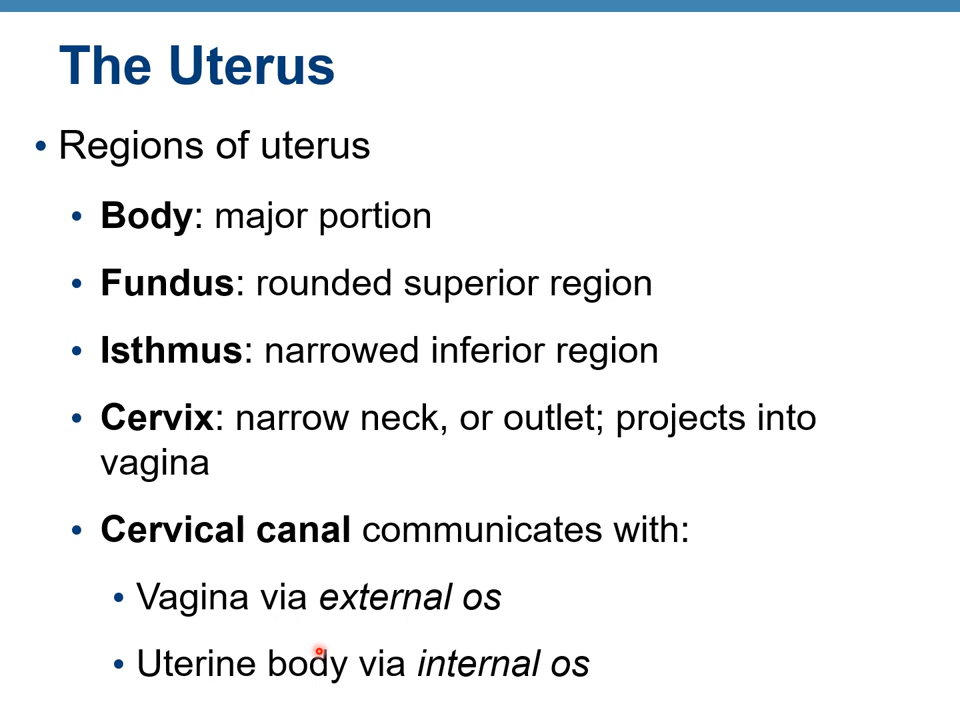 The Uterus
• Regions of uterus
• Body: major portion
• Fundus: rounded superior region
• Isthmus: narrowed inferior region
• Cervix: narrow neck, or outlet; projects into
vagina
• Cervical canal communicates with:
• Vagina via external os
• Uterine body via internal os